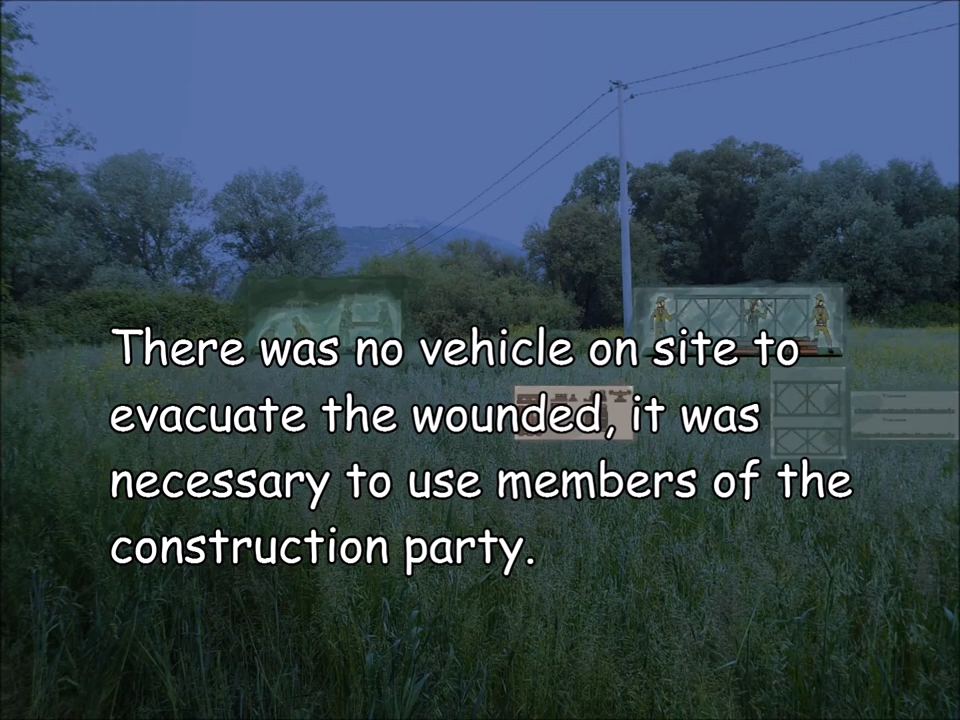 There was no vehicle on site to
evacuate the wounded, it was
necessary to use members of the
construction party.